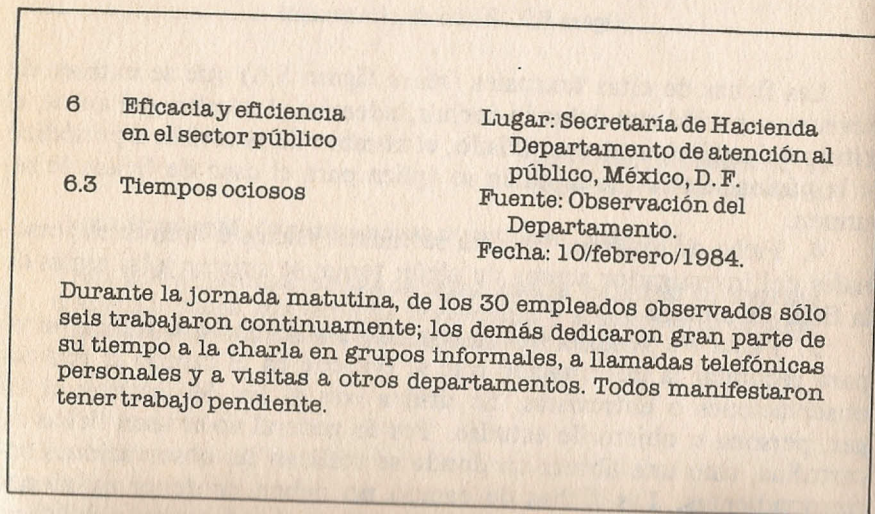 6 Eficacia y eficiencia
en el sector público
6.3 Tiempos ociosos
Lugar: Secretaría de Hacienda
Departamento de atención al
público, México, D. F.
Fuente: Observación del
Departamento.
Fecha: 10/febrero/1984.
Durante la jornada matutina, de los 30 empleados observados sólo
seis trabajaron continuamente; los demás dedicaron gran parte de
su tiempo a la charla en grupos informales, a llamadas telefónicas
personales y a visitas a otros departamentos. Todos manifestaron
tener trabajo pendiente.